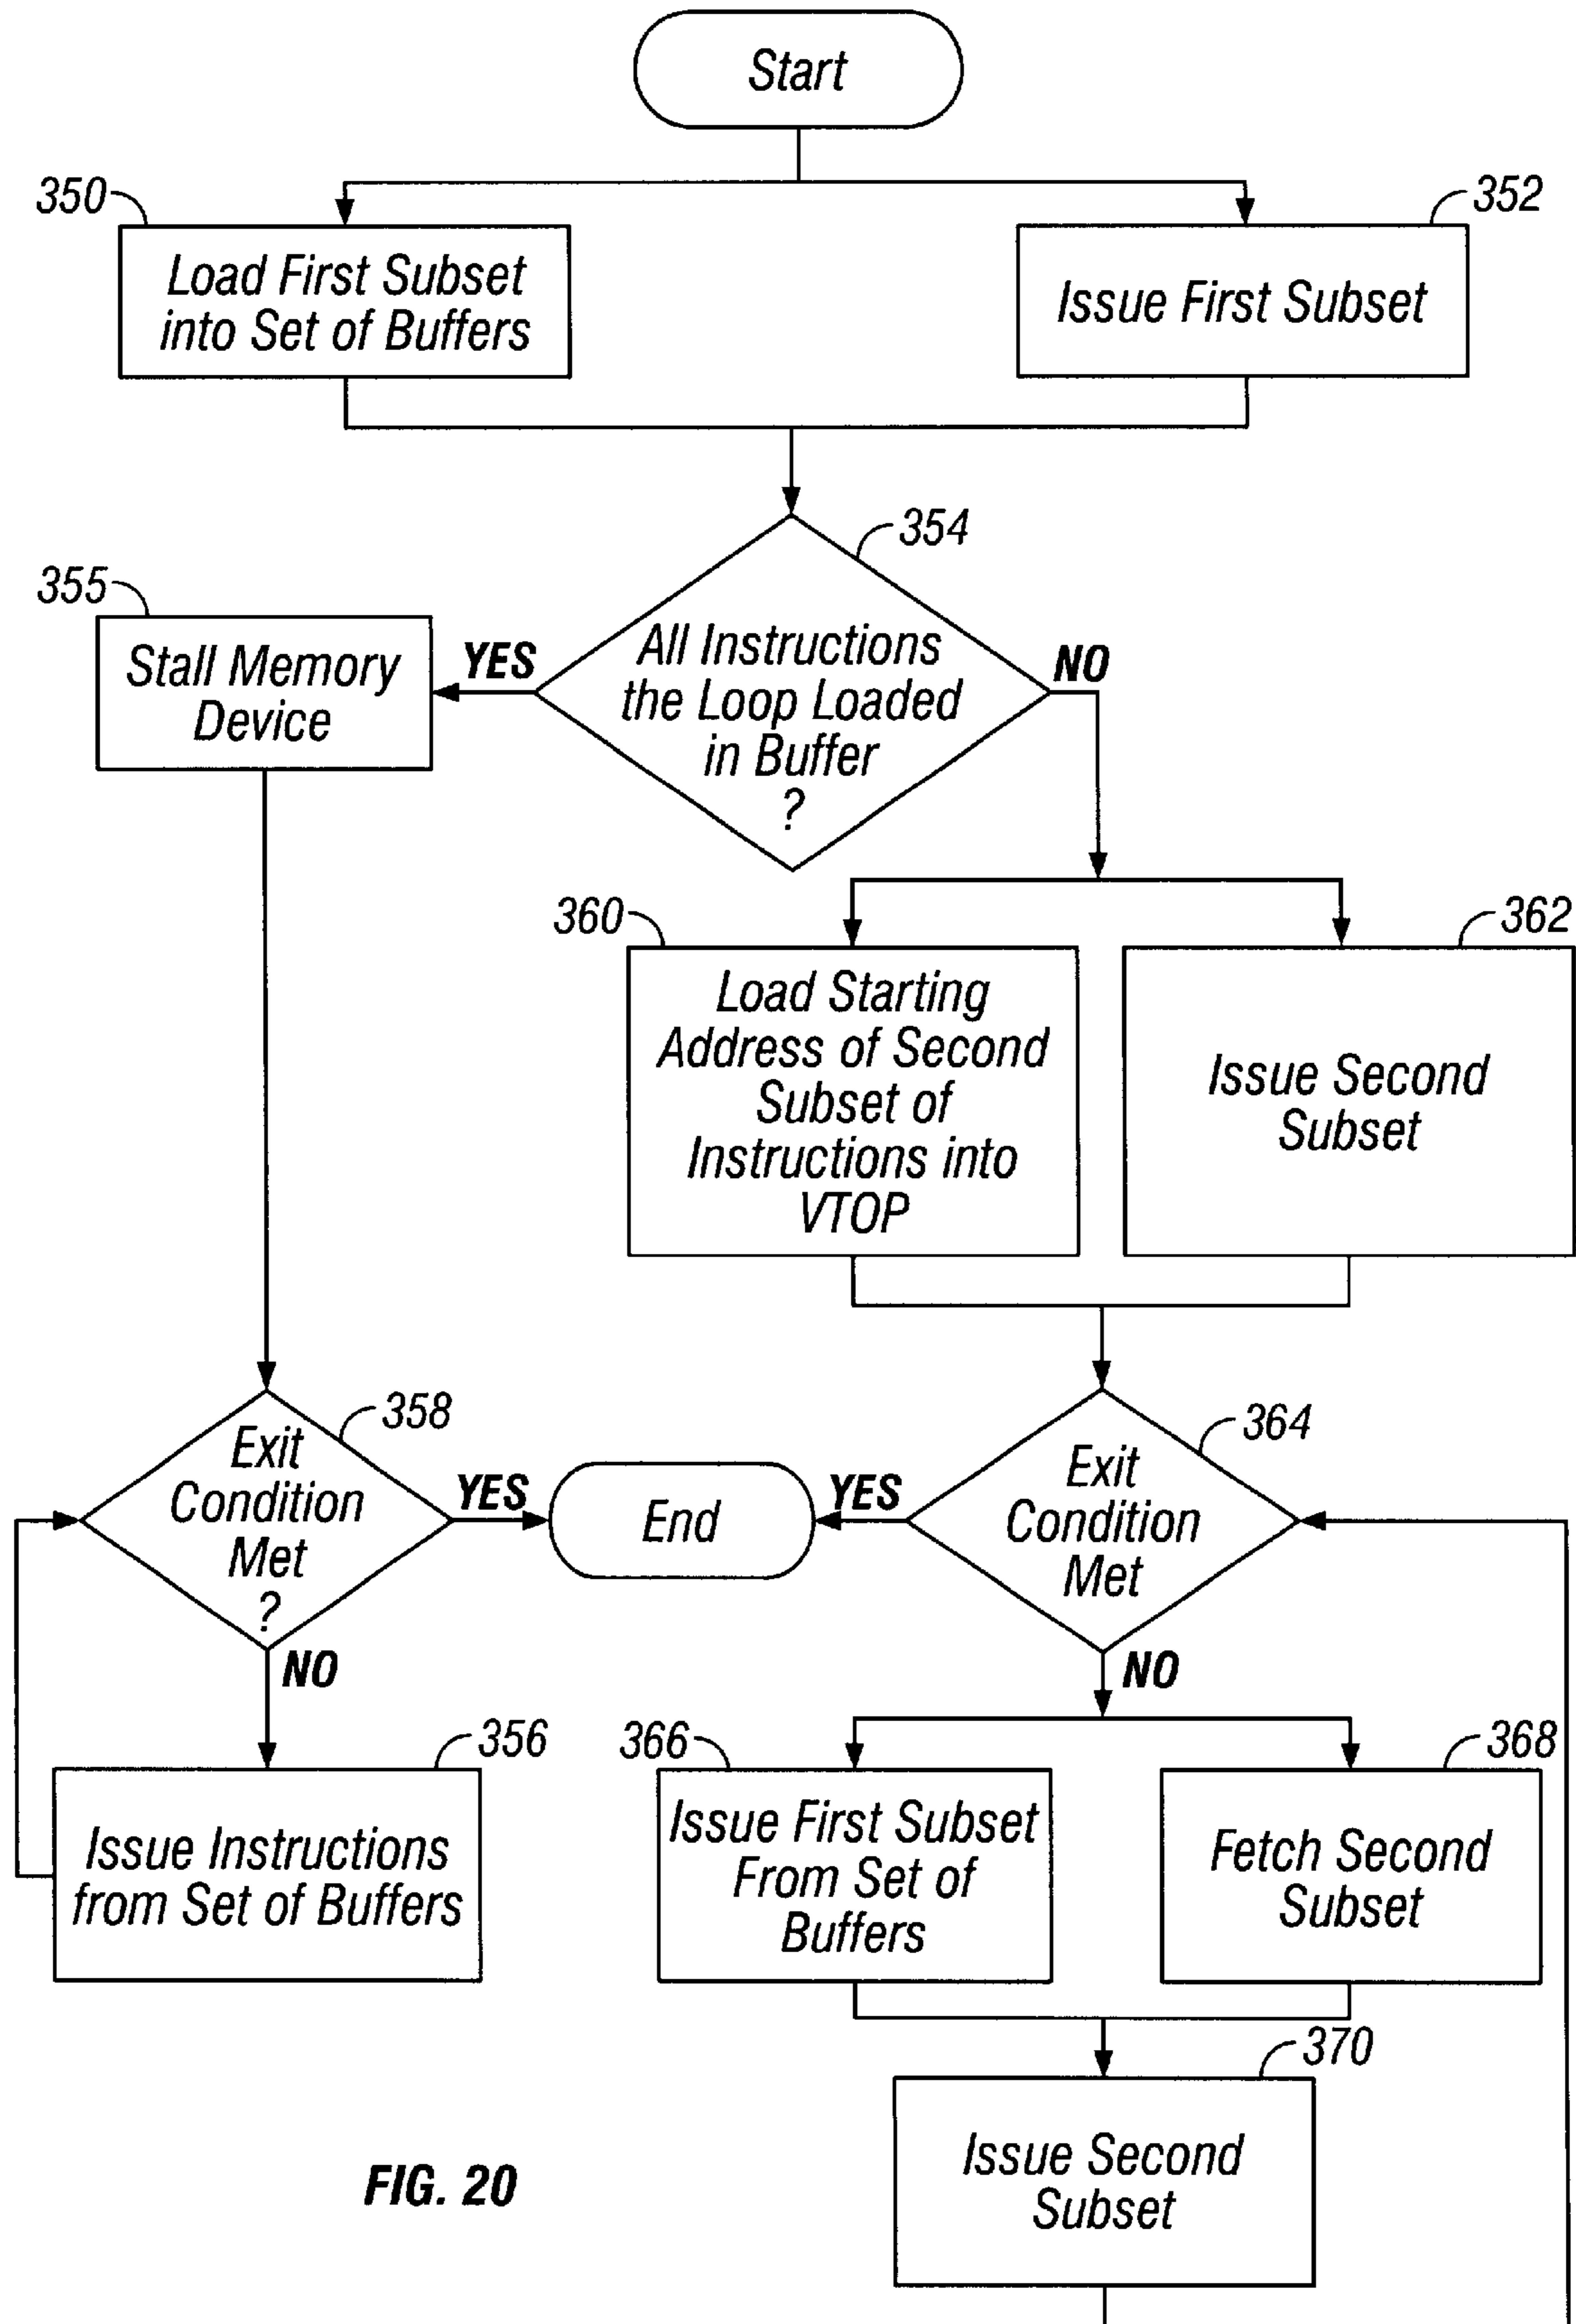 Start
350
352
Load First Subset
into Set of Buffers
Issue First Subset
354
355
Stall Memory
Device
YES
All Instructions
the Loop Loaded
in Buffer
?
NO
360
362
Load Starting
Address of Second
Subset of
Instructions into
VTOP
Issue Second
Subset
358
364
Exit
Condition
Met
?
YES
End
YES
Exit
Condition
Met
NO
NO
356
366
368
Issue Instructions
from Set of Buffers
Issue First Subset
From Set of
Buffers
Fetch Second
Subset
370
Issue Second
Subset
FIG. 20